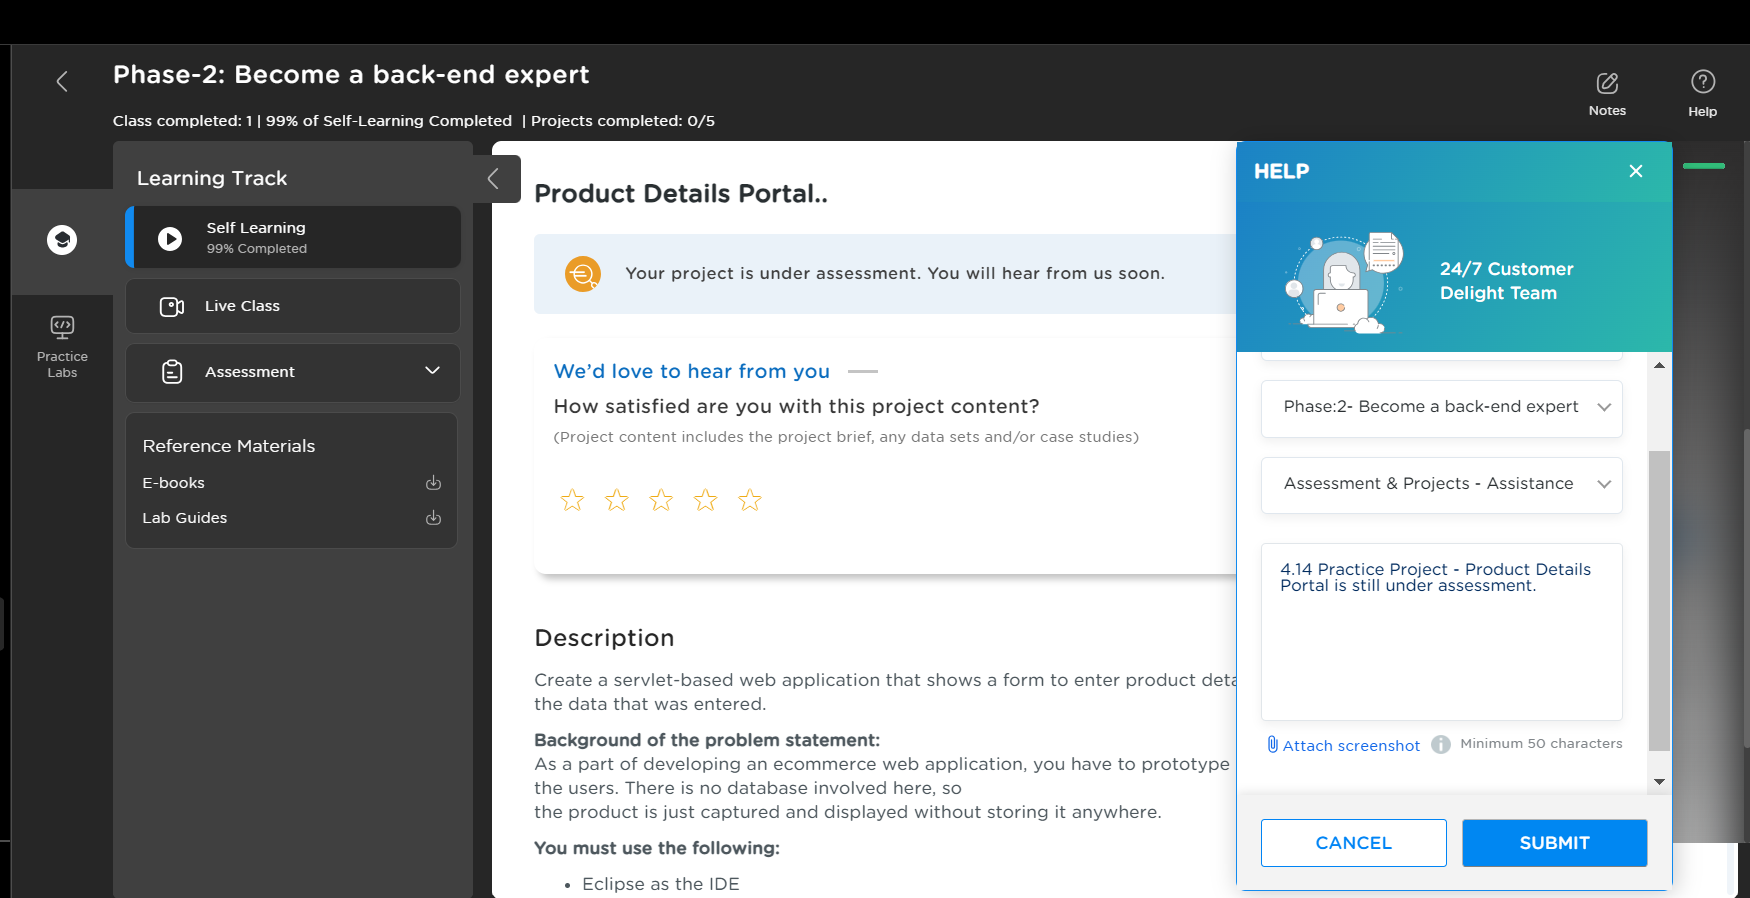 Phase-2: Become a back-end expert
Class completed: 1 | 99% of Self-Learning Completed | Projects completed: 0/5
Notes
Help
Learning Track
Self Learning
99% Completed
Live Class
Assessment
Reference Materials
E-books
Lab Guides
Practice
Labs
Product Details Portal..
Your project is under assessment. You will hear from us soon.
We'd love to hear from you
How satisfied are you with this project content?
(Project content includes the project brief, any data sets and/or case studies)
Description
Create a servlet-based web application that shows a form to enter product deta
the data that was entered.
Background of the problem statement:
As a part of developing an ecommerce web application, you have to prototype
the users. There is no database involved here, so
the product is just captured and displayed without storing it anywhere.
You must use the following:
• Eclipse as the IDE
HELP
24/7 Customer
Delight Team
Phase:2- Become a back-end expert
Assessment & Projects - Assistance
4.14 Practice Project - Product Details
Portal is still under assessment.
Attach screenshot
Minimum 50 characters
CANCEL
SUBMIT